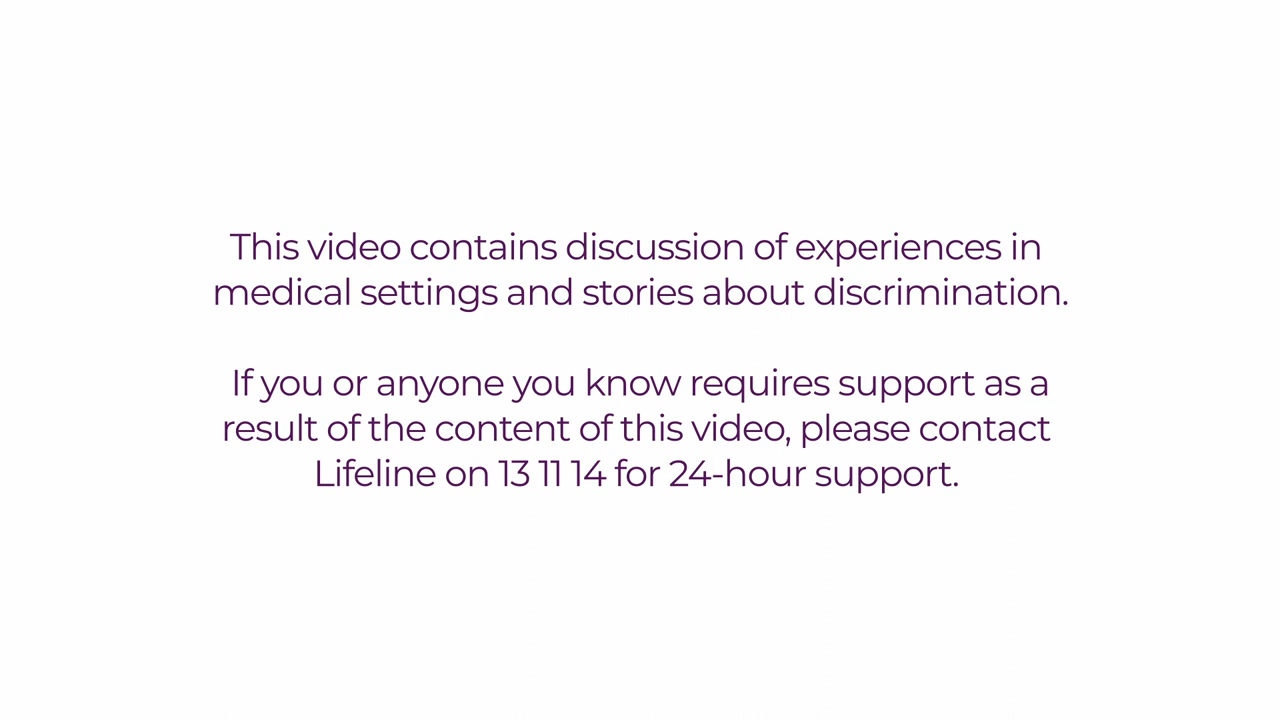 This video contains discussion of experiences in
medical settings and stories about discrimination.
If you or anyone you know requires support as a
result of the content of this video, please contact
Lifeline on 13 11 14 for 24-hour support.